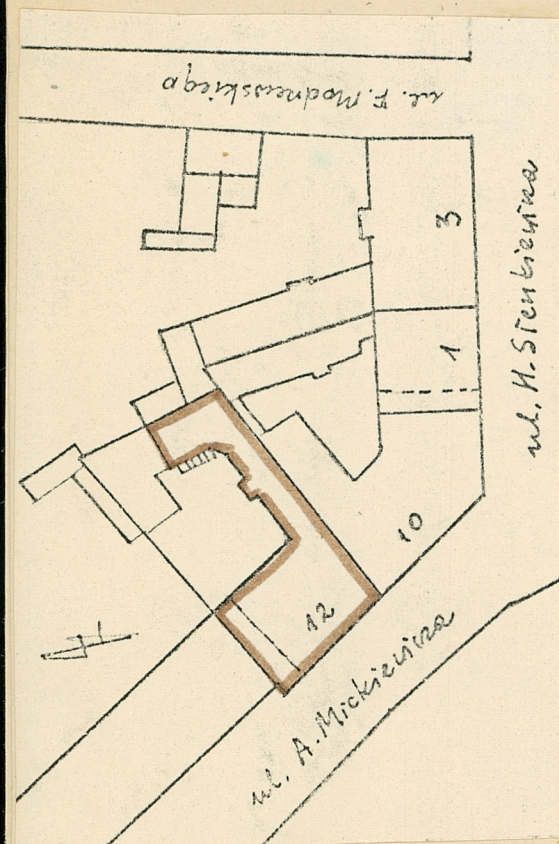 ul. F. Modrzewskiego
3
ul. H. Sienkiewicza
1
10
12
ul. A. Mickiewicza